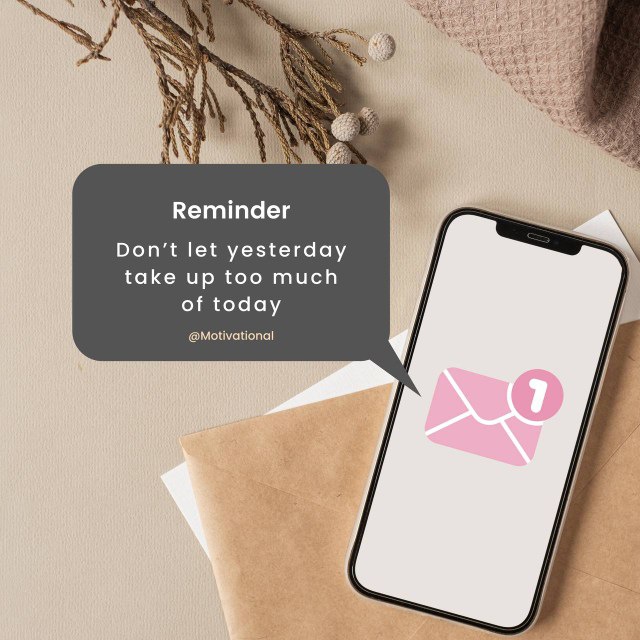 Reminder
Don’t let yesterday
take up too much
of today
@Motivational
1